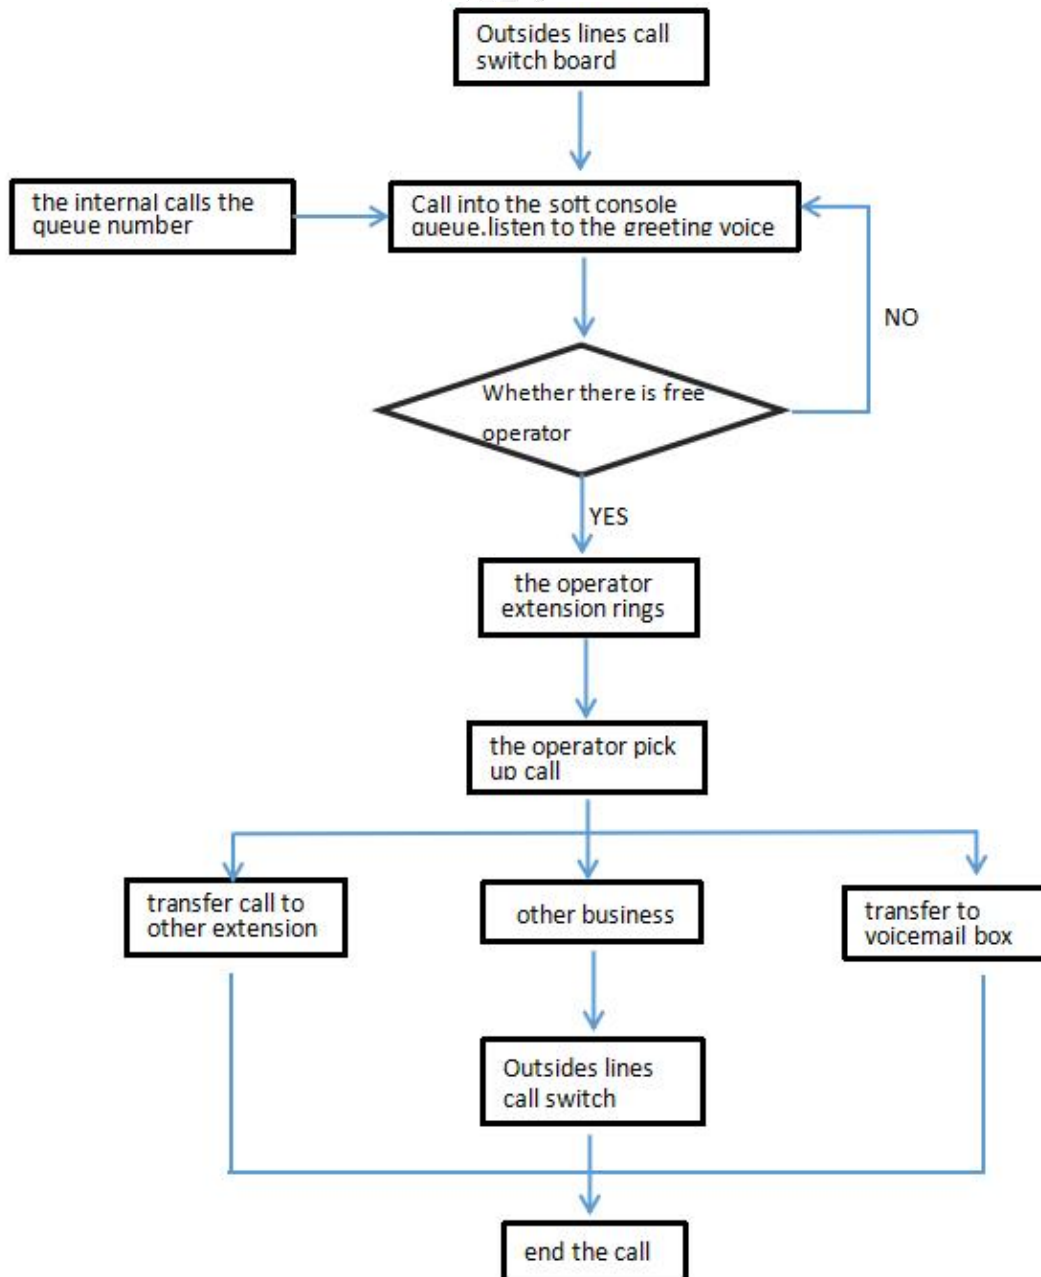 Outsides lines call
switch board
the internal calls the
queue number
Call into the soft console
queue,listen to the greeting voice
NO
Whether there is free
operator
YES
the operator
extension rings
the operator pick
up call
transfer call to
other extension
other business
transfer to
voicemail box
Outsides lines
call switch
end the call